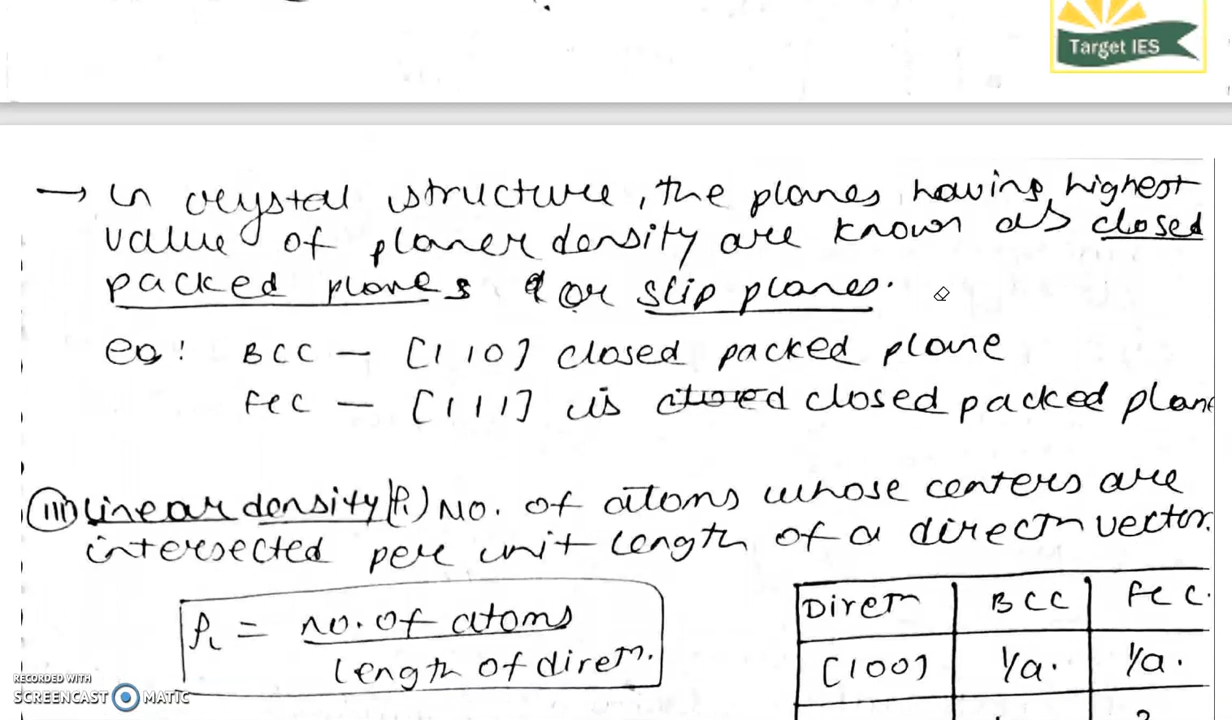 Target IES
→ In crystal structure, the planes having highest
value of planer density are known as closed
packed planes or slip planes.
eg: BCC - [110] closed packed plane
FCC - [111] is closed packed plane
(iii) Linear density (ρL) No. of atoms whose centers are
intersected per unit length of a directn vector.
ρL = no. of atoms / length of diren.
Diren | BCC | FCC.
[100] | 1/a. | 1/a.
RECORDED WITH
SCREENCAST MATIC